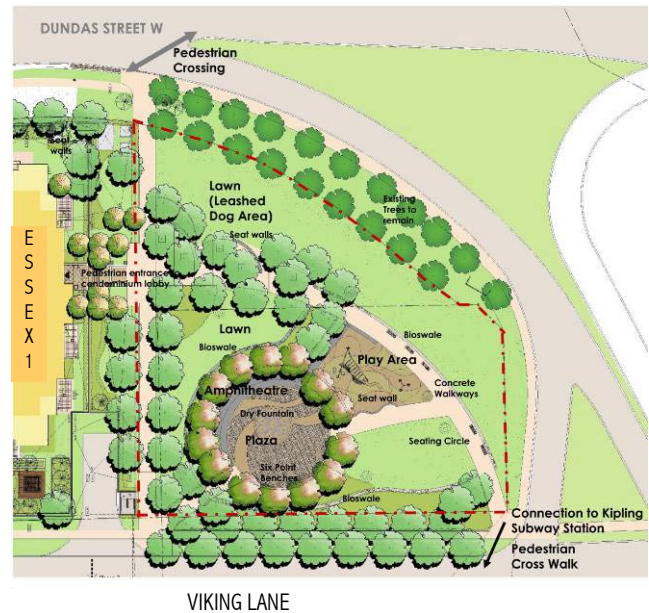 DUNDAS STREET W
Pedestrian
Crossing
Seat
walls
Lawn
(Leashed
Dog Area)
Seat walls
Existing
Trees to
remain
E
S
S
E
X
1
Pedestrian entrance
condominium lobby
Lawn
Bioswale
Bioswale
Play Area
Amphitheatre
Concrete
Walkways
Seat wall
Dry Fountain
Plaza
Seating Circle
Six Point
Benches
Bioswale
Connection to Kipling
Subway Station
Pedestrian
Cross Walk
VIKING LANE